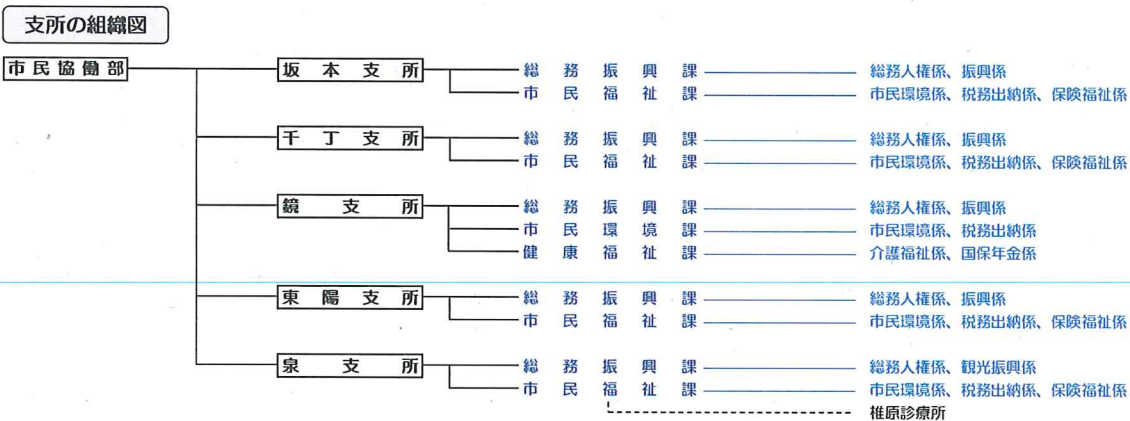 支所の組織図
市民協働部 坂本支所 総務振興課 総務人権係、振興係
市民福祉課 市民環境係、税務出納係、保険福祉係
千丁支所 総務振興課 総務人権係、振興係
市民福祉課 市民環境係、税務出納係、保険福祉係
鏡支所 総務振興課 総務人権係、振興係
市民環境課 市民環境係、税務出納係
健康福祉課 介護福祉係、国保年金係
東陽支所 総務振興課 総務人権係、振興係
市民福祉課 市民環境係、税務出納係、保険福祉係
泉支所 総務振興課 総務人権係、観光振興係
市民福祉課 市民環境係、税務出納係、保険福祉係
椎原診療所